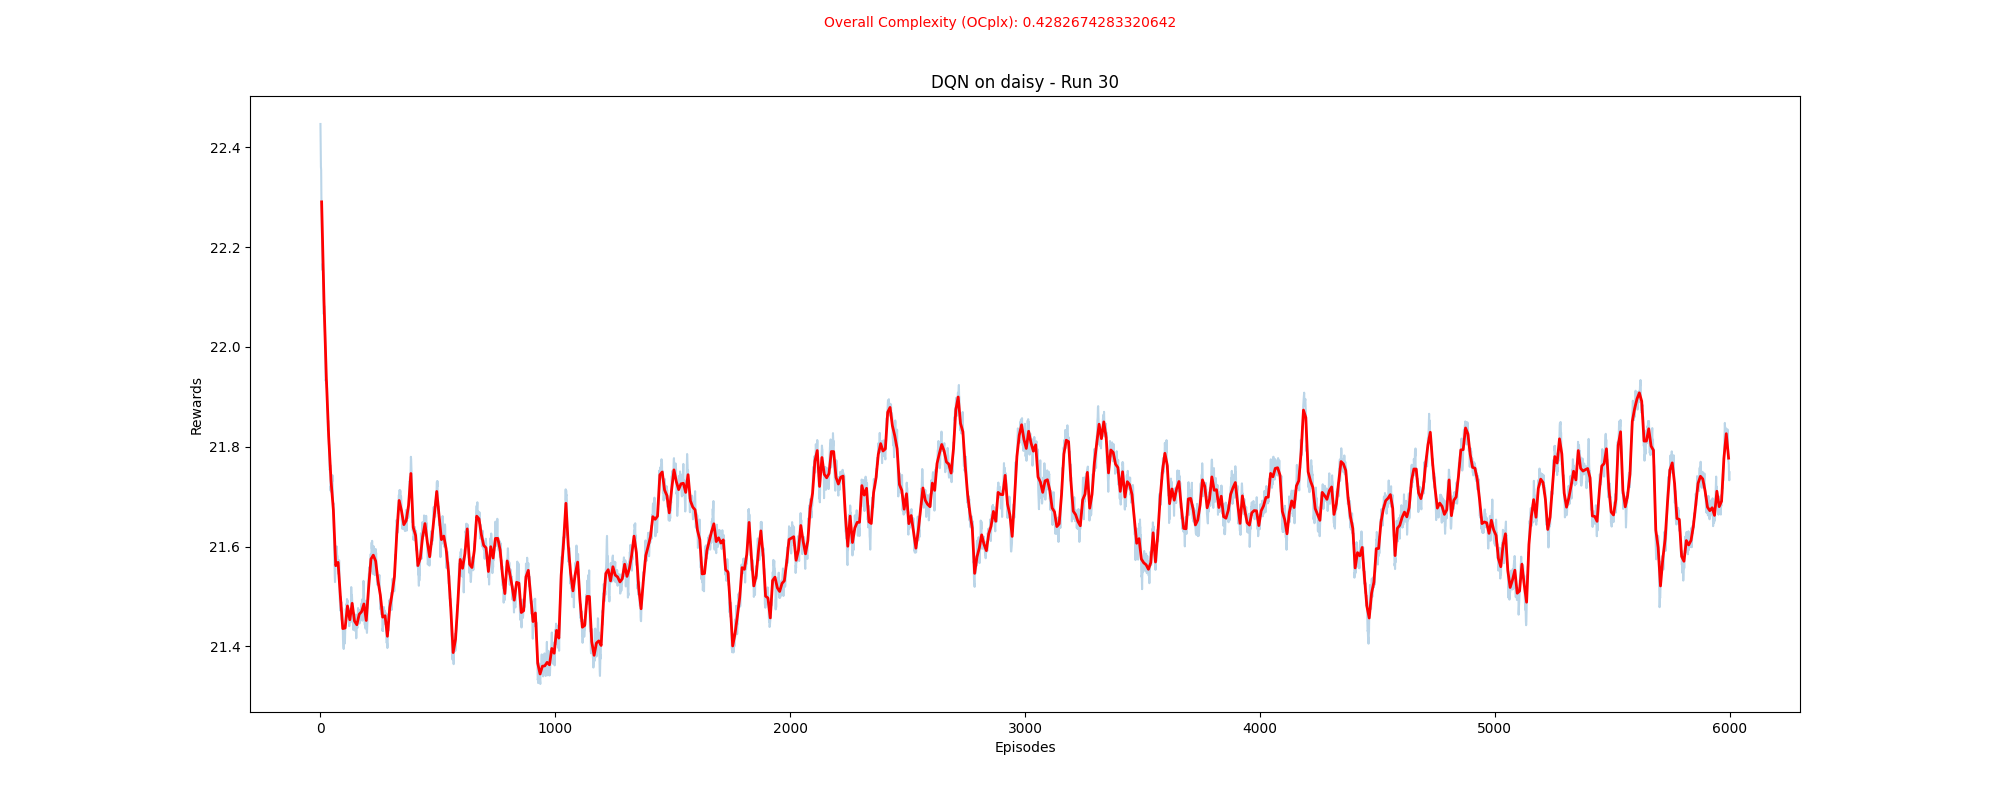 Overall Complexity (OCplx): 0.4282674283320642
DQN on daisy - Run 30
22.4
22.2
22.0
21.8
21.6
21.4
Rewards
0 1000 2000 3000 4000 5000 6000
Episodes